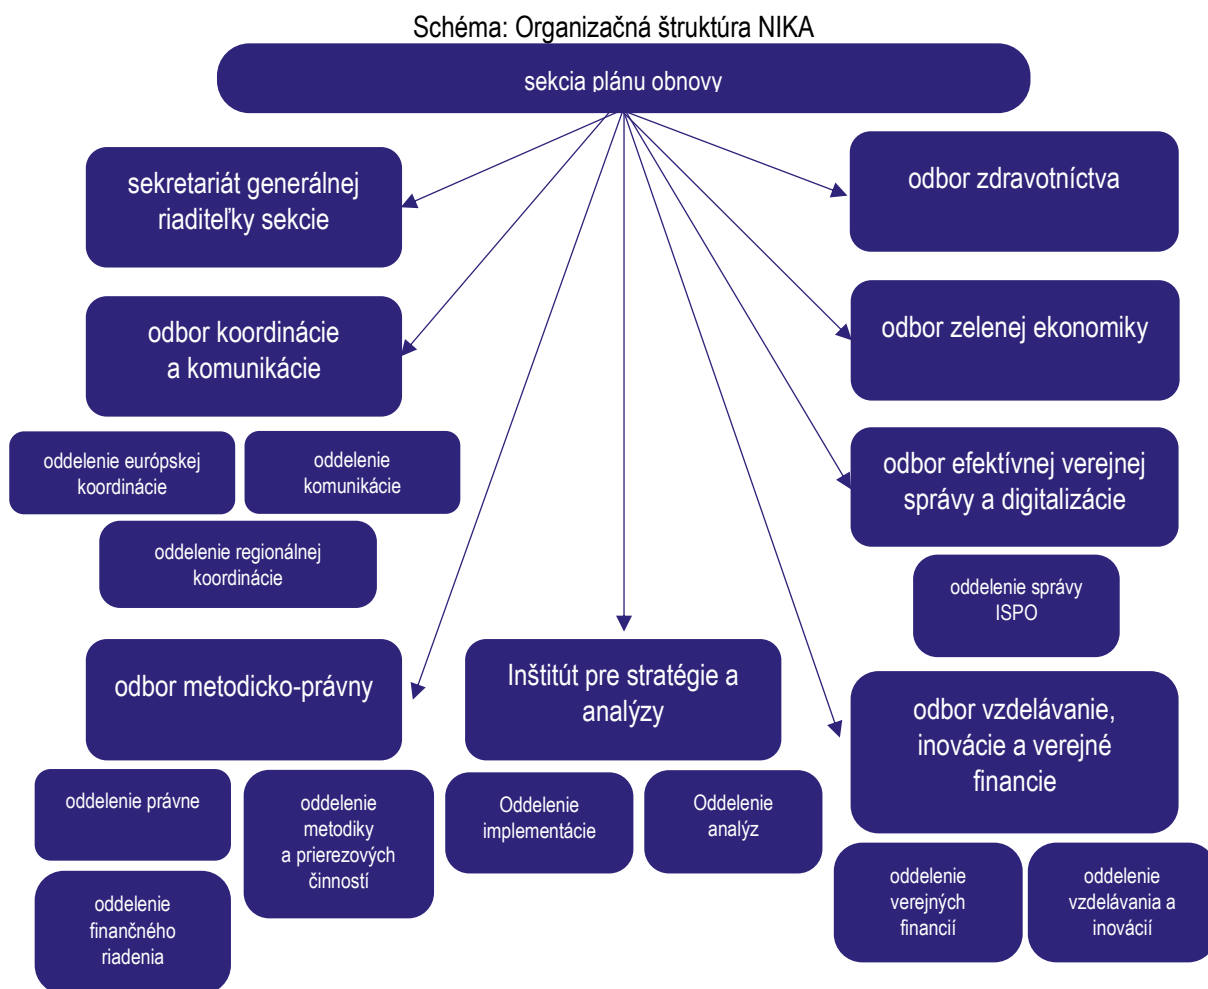 Schéma: Organizačná štruktúra NIKA
sekcia plánu obnovy
sekretariát generálnej
riaditeľky sekcie
odbor koordinácie
a komunikácie
oddelenie európskej
koordinácie
oddelenie
komunikácie
oddelenie regionálnej
koordinácie
odbor metodicko-právny
oddelenie právne
oddelenie
metodiky
a prierezových
činností
oddelenie
finančného
riadenia
Inštitút pre stratégie a
analýzy
Oddelenie
implementácie
Oddelenie
analýz
odbor zdravotníctva
odbor zelenej ekonomiky
odbor efektívnej verejnej
správy a digitalizácie
oddelenie správy
ISPO
odbor vzdelávanie,
inovácie a verejné
financie
oddelenie
verejných
financií
oddelenie
vzdelávania a
inovácií